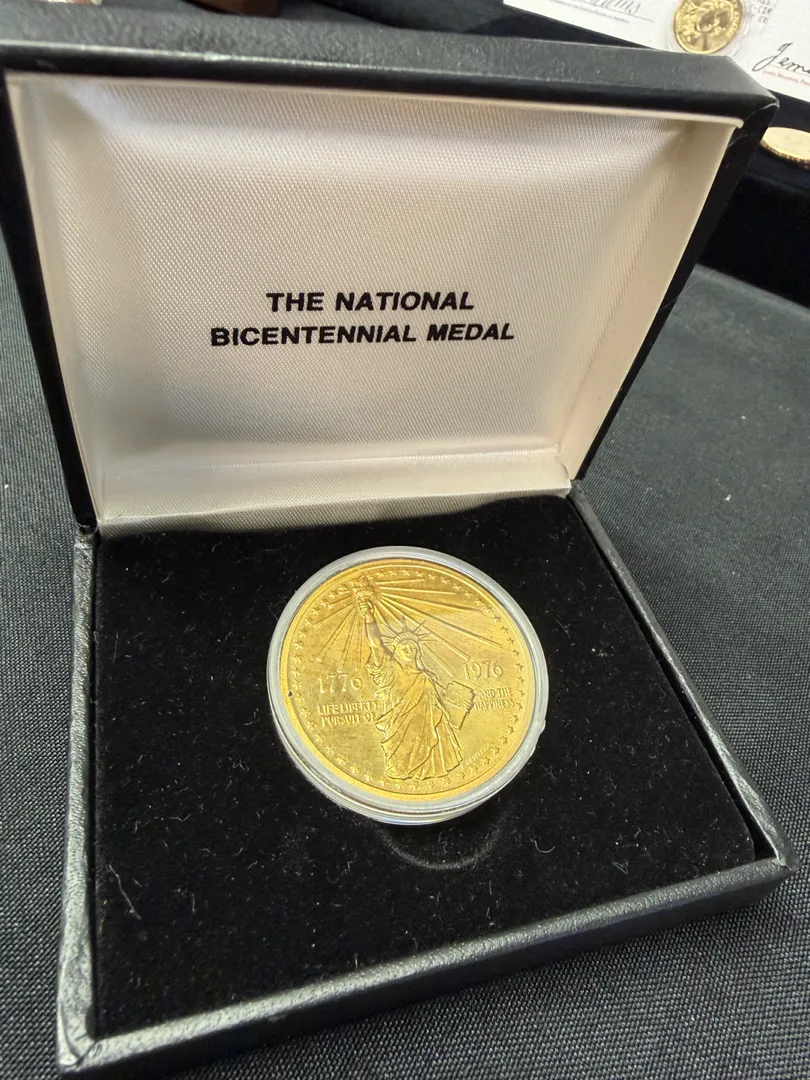 THE NATIONAL
BICENTENNIAL MEDAL
1776
1976
LIFE LIBERTY
AND THE
PURSUIT OF
HAPPINESS